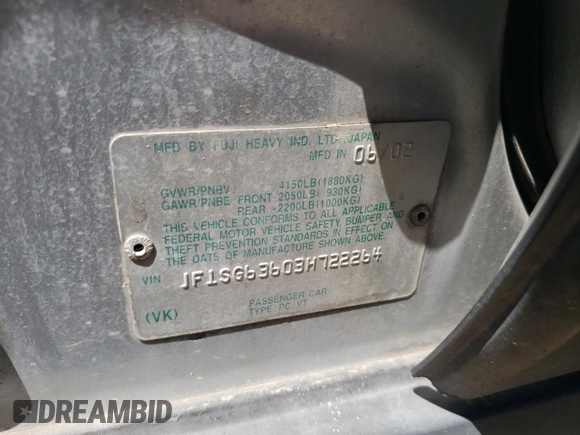 MFD BY FUJI HEAVY IND. LTD. JAPAN
MFD IN 06/02
GVWR/PNBV 4150LB(1880KG)
GAWR/PNBE FRONT 2050LB( 930KG)
REAR -2200LB(1000KG)
THIS VEHICLE CONFORMS TO ALL APPLICABLE
FEDERAL MOTOR VEHICLE SAFETY, BUMPER AND
THEFT PREVENTION STANDARDS IN EFFECT ON
THE DATE OF MANUFACTURE SHOWN ABOVE.
VIN JF1SG63603H722264
(VK) PASSENGER CAR
TYPE PC/VT
DREAMBID